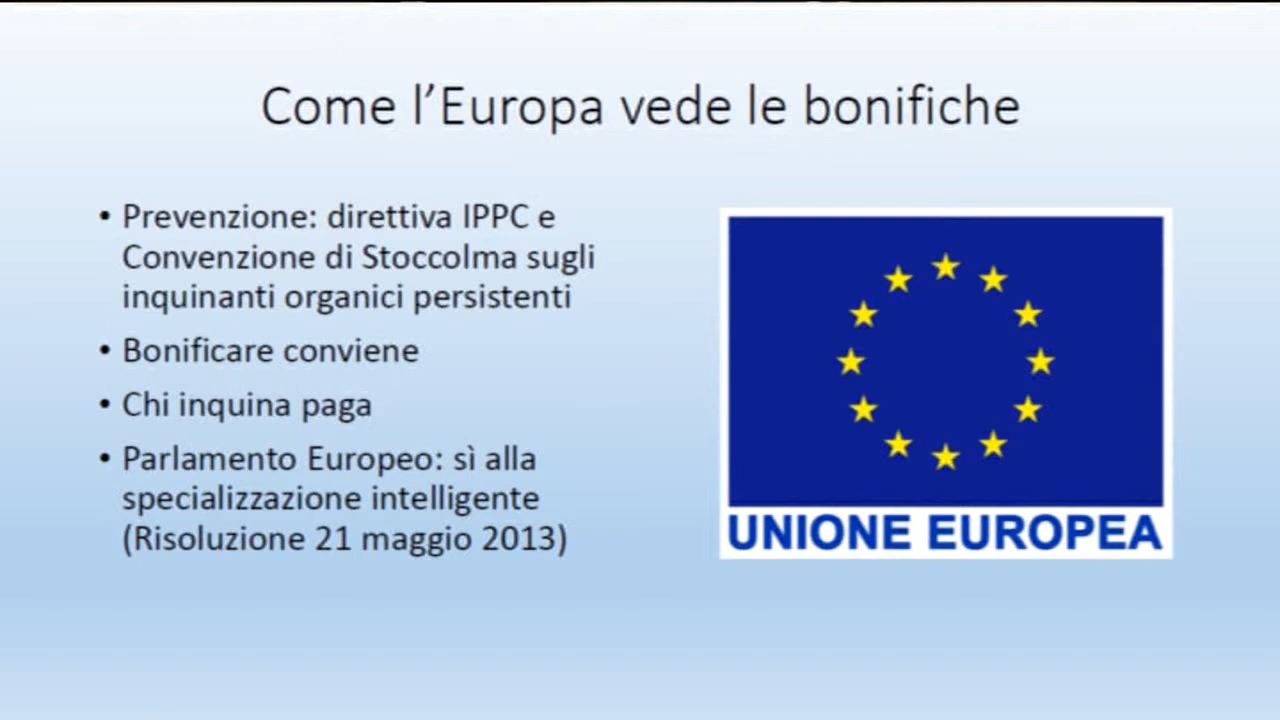 Come l’Europa vede le bonifiche
• Prevenzione: direttiva IPPC e
Convenzione di Stoccolma sugli
inquinanti organici persistenti
• Bonificare conviene
• Chi inquina paga
• Parlamento Europeo: sì alla
specializzazione intelligente
(Risoluzione 21 maggio 2013)
UNIONE EUROPEA